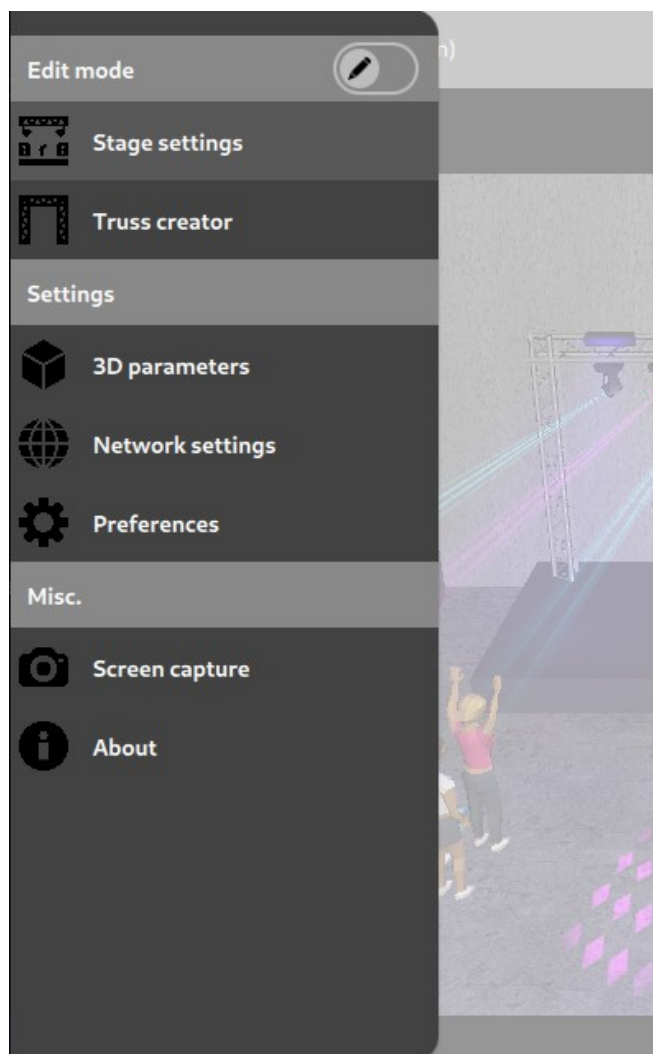 Edit mode
n)
Stage settings
Truss creator
Settings
3D parameters
Network settings
Preferences
Misc.
Screen capture
About